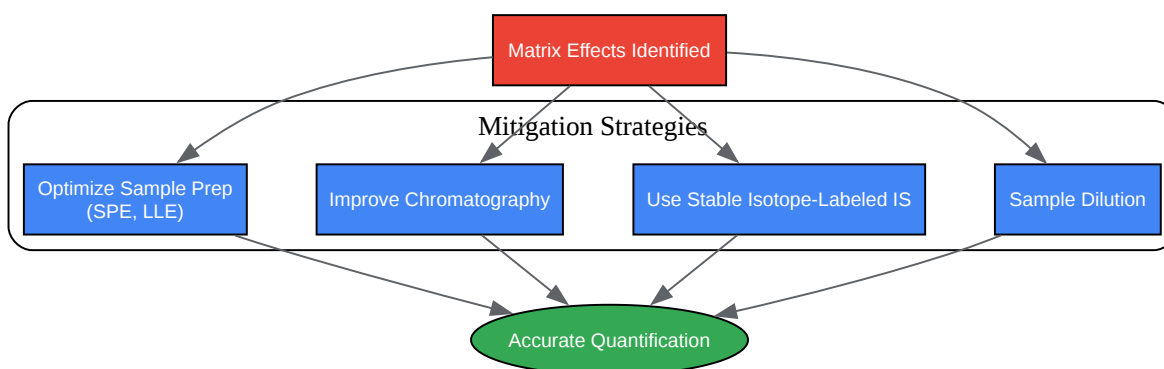 Matrix Effects Identified
Mitigation Strategies
Optimize Sample Prep
(SPE, LLE)
Improve Chromatography
Use Stable Isotope-Labeled IS
Sample Dilution
Accurate Quantification